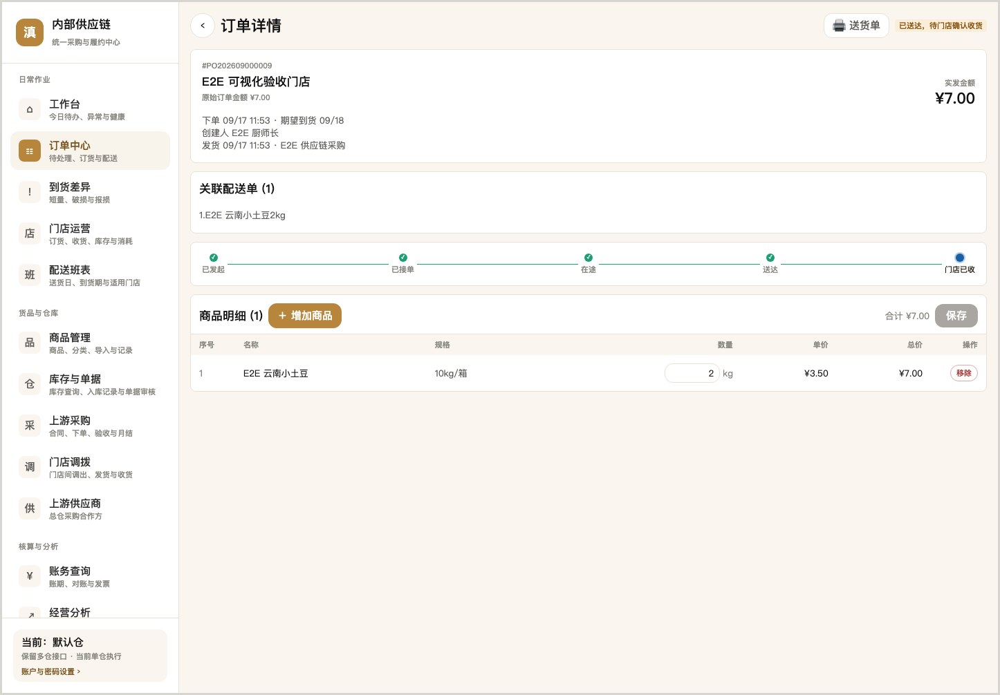 滇
内部供应链
统一采购与履约中心
日常作业
工作台
今日待办、异常与健康
订单中心
待处理、订货与配送
!
到货差异
短量、破损与报损
店
门店运营
订货、收货、库存与消耗
班
配送班表
送货日、到货期与适用门店
货品与仓库
品
商品管理
商品、分类、导入与记录
仓
库存与单据
库存查询、入库记录与单据审核
采
上游采购
合同、下单、验收与月结
调
门店调拨
门店间调出、发货与收货
供
上游供应商
总仓采购合作方
核算与分析
¥
账务查询
账期、对账与发票
↗
经营分析
当前：默认仓
保留多仓接口 · 当前单仓执行
账户与密码设置 ›
‹ 订单详情
送货单
已送达，待门店确认收货
#PO202609000009
E2E 可视化验收门店
原始订单金额 ¥7.00
实发金额
¥7.00
下单 09/17 11:53 · 期望到货 09/18
创建人 E2E 厨师长
发货 09/17 11:53 · E2E 供应链采购
关联配送单 (1)
1.E2E 云南小土豆2kg
已发起 已接单 在途 送达 门店已收
商品明细 (1) + 增加商品 合计 ¥7.00 保存
序号 名称 规格 数量 单价 总价 操作
1 E2E 云南小土豆 10kg/箱 2 kg ¥3.50 ¥7.00 移除